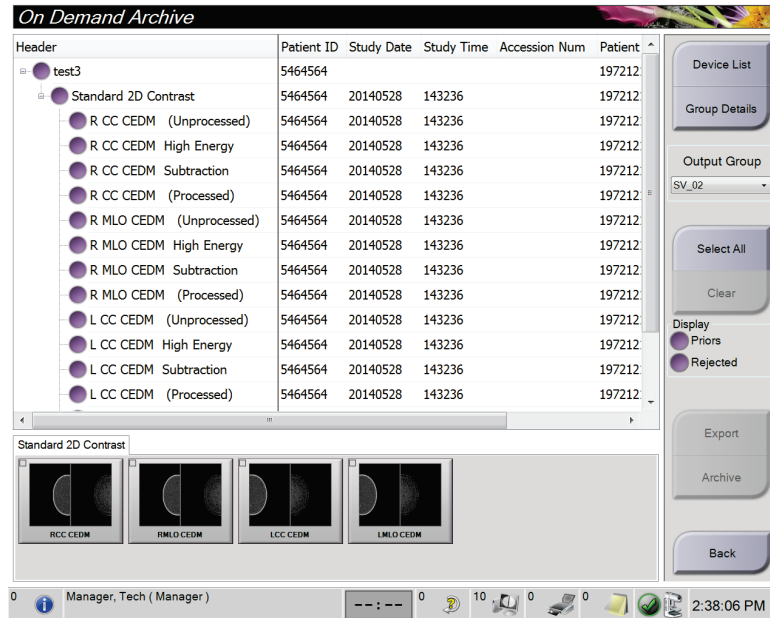 On Demand Archive
Header Patient ID Study Date Study Time Accession Num Patient
test3 5464564 1972121
Standard 2D Contrast 5464564 20140528 143236 197212
R CC CEDM (Unprocessed) 5464564 20140528 143236 197212
R CC CEDM High Energy 5464564 20140528 143236 197212
R CC CEDM Subtraction 5464564 20140528 143236 197212
R CC CEDM (Processed) 5464564 20140528 143236 197212
R MLO CEDM (Unprocessed) 5464564 20140528 143236 197212
R MLO CEDM High Energy 5464564 20140528 143236 197212
R MLO CEDM Subtraction 5464564 20140528 143236 197212
R MLO CEDM (Processed) 5464564 20140528 143236 197212
L CC CEDM (Unprocessed) 5464564 20140528 143236 197212
L CC CEDM High Energy 5464564 20140528 143236 197212
L CC CEDM Subtraction 5464564 20140528 143236 197212
L CC CEDM (Processed) 5464564 20140528 143236 197212
Device List
Group Details
Output Group
SV_02
Select All
Clear
Display
Priors
Rejected
Export
Archive
Back
Standard 2D Contrast
RCC CEDM RMLO CEDM LCC CEDM LMLO CEDM
0 Manager, Tech ( Manager ) --:-- 0 10 0 0 2:38:06 PM